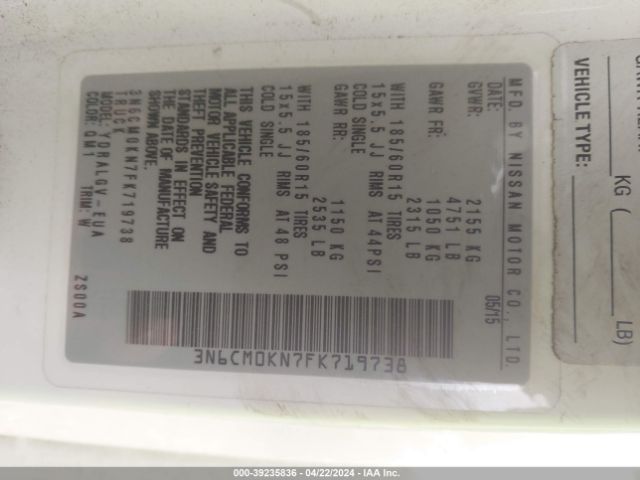 MFD. BY NISSAN MOTOR CO., LTD.
DATE: 05/15
GVWR: 2155 KG
4751 LB
GAWR FR: 1050 KG
2315 LB
WITH 185/60R15 TIRES
15x5.5 JJ RIMS AT 44PSI
COLD SINGLE
GAWR RR: 1150 KG
2535 LB
WITH 185/60R15 TIRES
15x5.5 JJ RIMS AT 48 PSI
COLD SINGLE
THIS VEHICLE CONFORMS TO
ALL APPLICABLE FEDERAL
MOTOR VEHICLE SAFETY AND
THEFT PREVENTION
STANDARDS IN EFFECT ON
THE DATE OF MANUFACTURE
SHOWN ABOVE.
3N6CM0KN7FK719738
TRUCK
MODEL: YDRALGV-EUA
COLOR: QM1 TRIM: W
ZS00A
3N6CM0KN7FK719738
KG ( LB)
VEHICLE TYPE:
000-39235836 - 04/22/2024 - IAA Inc.